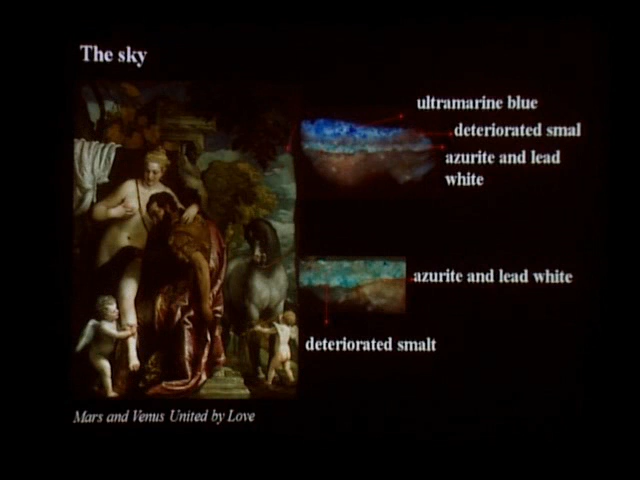 The sky
ultramarine blue
deteriorated smal
azurite and lead
white
azurite and lead white
deteriorated smalt
Mars and Venus United by Love